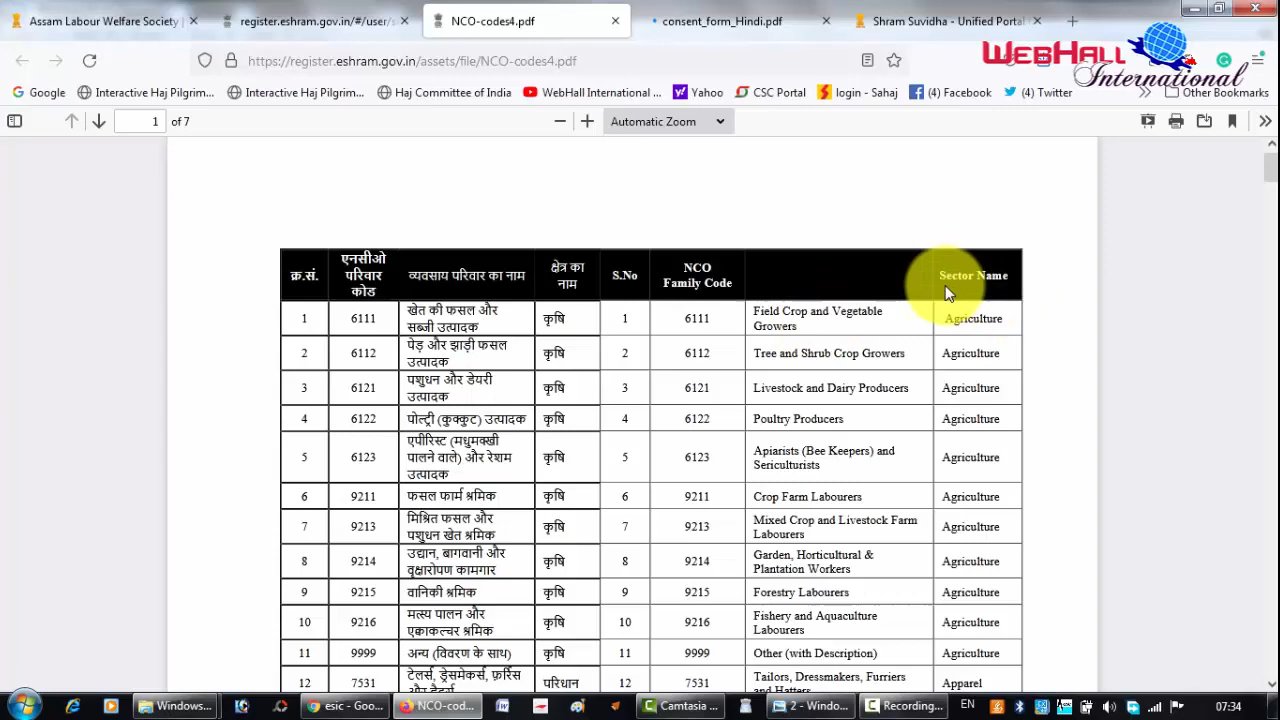 Assam Labour Welfare Society
register.eshram.gov.in/#/user/s
NCO-codes4.pdf
consent_form_Hindi.pdf
Shram Suvidha - Unified Portal
WEBHALL
International
https://register.eshram.gov.in/assets/file/NCO-codes4.pdf
Google
Interactive Haj Pilgrim...
Interactive Haj Pilgrim...
Haj Committee of India
WebHall International ...
Yahoo
CSC Portal
login - Sahaj
(4) Facebook
(4) Twitter
Other Bookmarks
1 of 7
Automatic Zoom
क्र.सं. एनसीओ परिवार कोड व्यवसाय परिवार का नाम क्षेत्र का नाम S.No NCO Family Code Sector Name
1 6111 खेत की फसल और सब्जी उत्पादक कृषि 1 6111 Field Crop and Vegetable Growers Agriculture
2 6112 पेड़ और झाड़ी फसल उत्पादक कृषि 2 6112 Tree and Shrub Crop Growers Agriculture
3 6121 पशुधन और डेयरी उत्पादक कृषि 3 6121 Livestock and Dairy Producers Agriculture
4 6122 पोल्ट्री (कुक्कुट) उत्पादक कृषि 4 6122 Poultry Producers Agriculture
5 6123 एपीरिस्ट (मधुमक्खी पालने वाले) और रेशम उत्पादक कृषि 5 6123 Apiarists (Bee Keepers) and Sericulturists Agriculture
6 9211 फसल फार्म श्रमिक कृषि 6 9211 Crop Farm Labourers Agriculture
7 9213 मिश्रित फसल और पशुधन खेत श्रमिक कृषि 7 9213 Mixed Crop and Livestock Farm Labourers Agriculture
8 9214 उद्यान, बागवानी और वृक्षारोपण कामगार कृषि 8 9214 Garden, Horticultural & Plantation Workers Agriculture
9 9215 वानिकी श्रमिक कृषि 9 9215 Forestry Labourers Agriculture
10 9216 मत्स्य पालन और एक्वाकल्चर श्रमिक कृषि 10 9216 Fishery and Aquaculture Labourers Agriculture
11 9999 अन्य (विवरण के साथ) कृषि 11 9999 Other (with Description) Agriculture
12 7531 टेलर्स, ड्रेसमेकर्स, फ़र्रिस परिधान 12 7531 Tailors, Dressmakers, Furriers and Hatters Apparel
Windows...
esic - Goo...
NCO-cod...
Camtasia ...
2 - Windo...
Recording...
EN
07:34